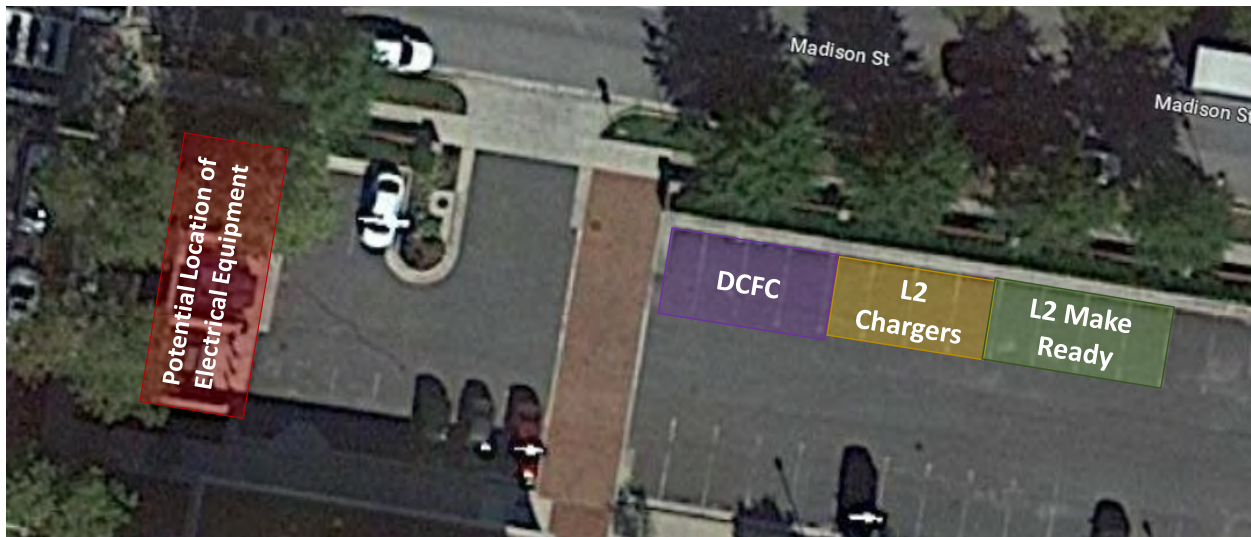 Madison St
Madison St
Potential Location of
Electrical Equipment
DCFC
L2
Chargers
L2 Make
Ready